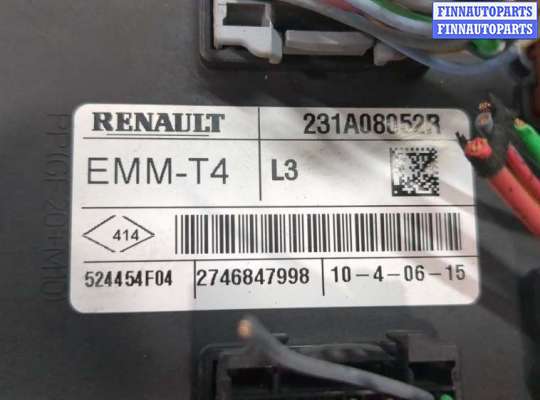 FINNAUTOPARTS
FINNAUTOPARTS
RENAULT 231A08052R
EMM-T4 L3
414
524454F04 2746847998 10-4-06-15